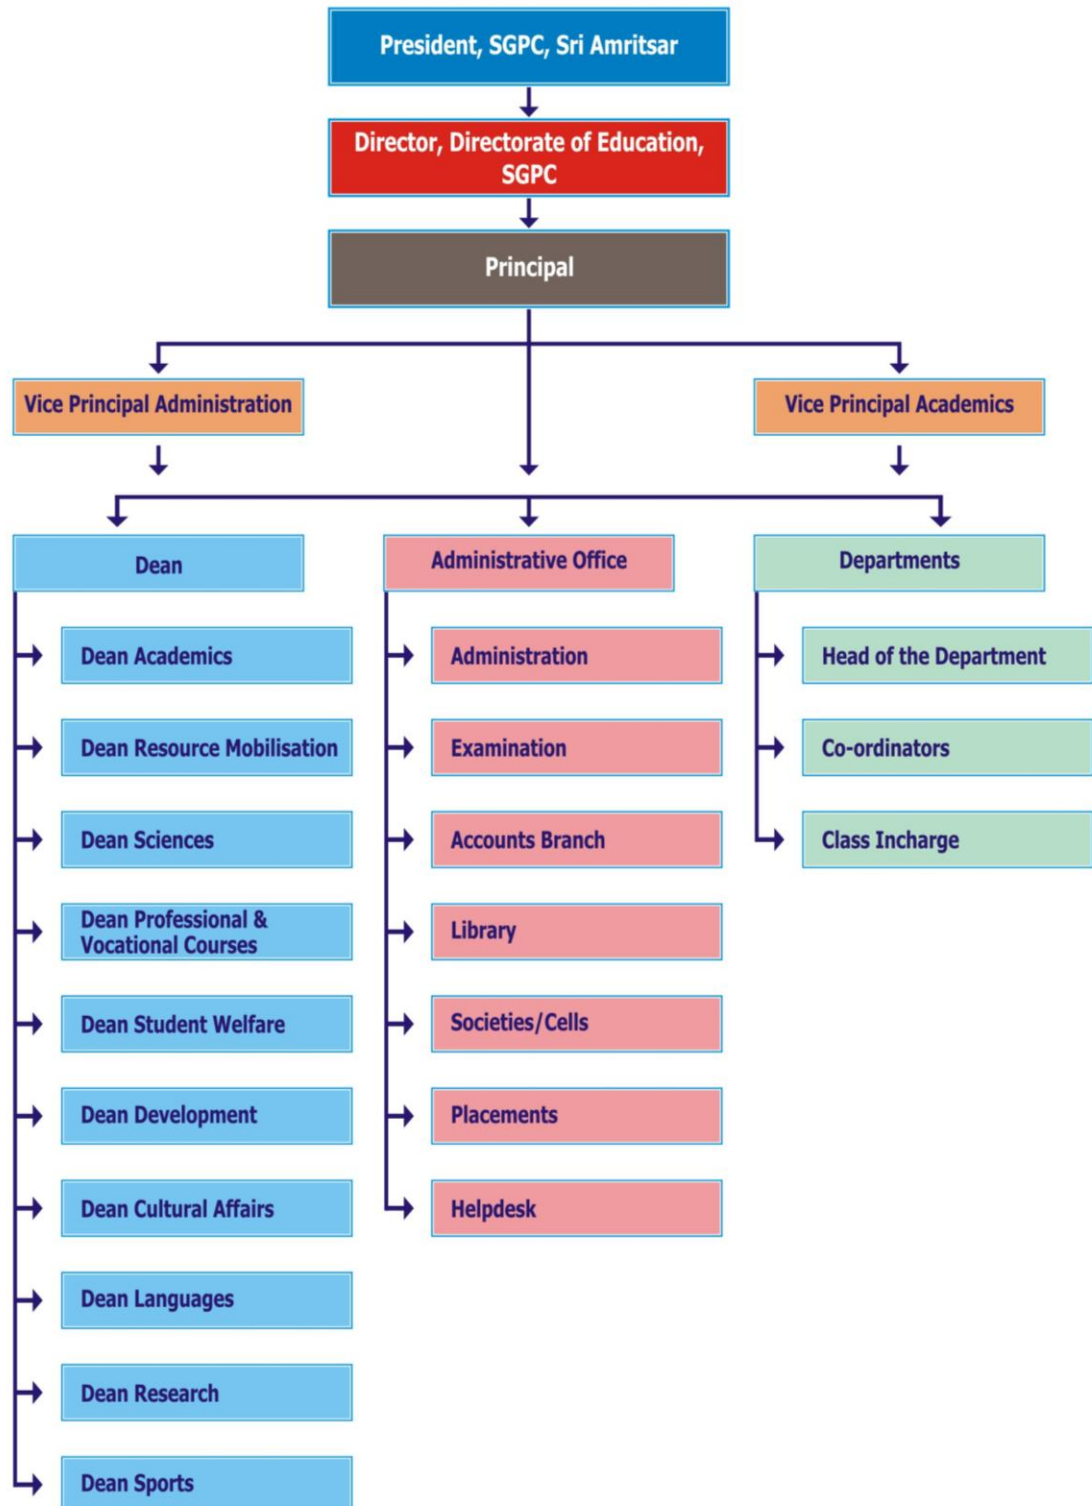 President, SGPC, Sri Amritsar
Director, Directorate of Education,
SGPC
Principal
Vice Principal Administration
Vice Principal Academics
Dean
Administrative Office
Departments
Dean Academics
Administration
Head of the Department
Dean Resource Mobilisation
Examination
Co-ordinators
Dean Sciences
Accounts Branch
Class Incharge
Dean Professional &
Vocational Courses
Library
Dean Student Welfare
Societies/Cells
Dean Development
Placements
Dean Cultural Affairs
Helpdesk
Dean Languages
Dean Research
Dean Sports